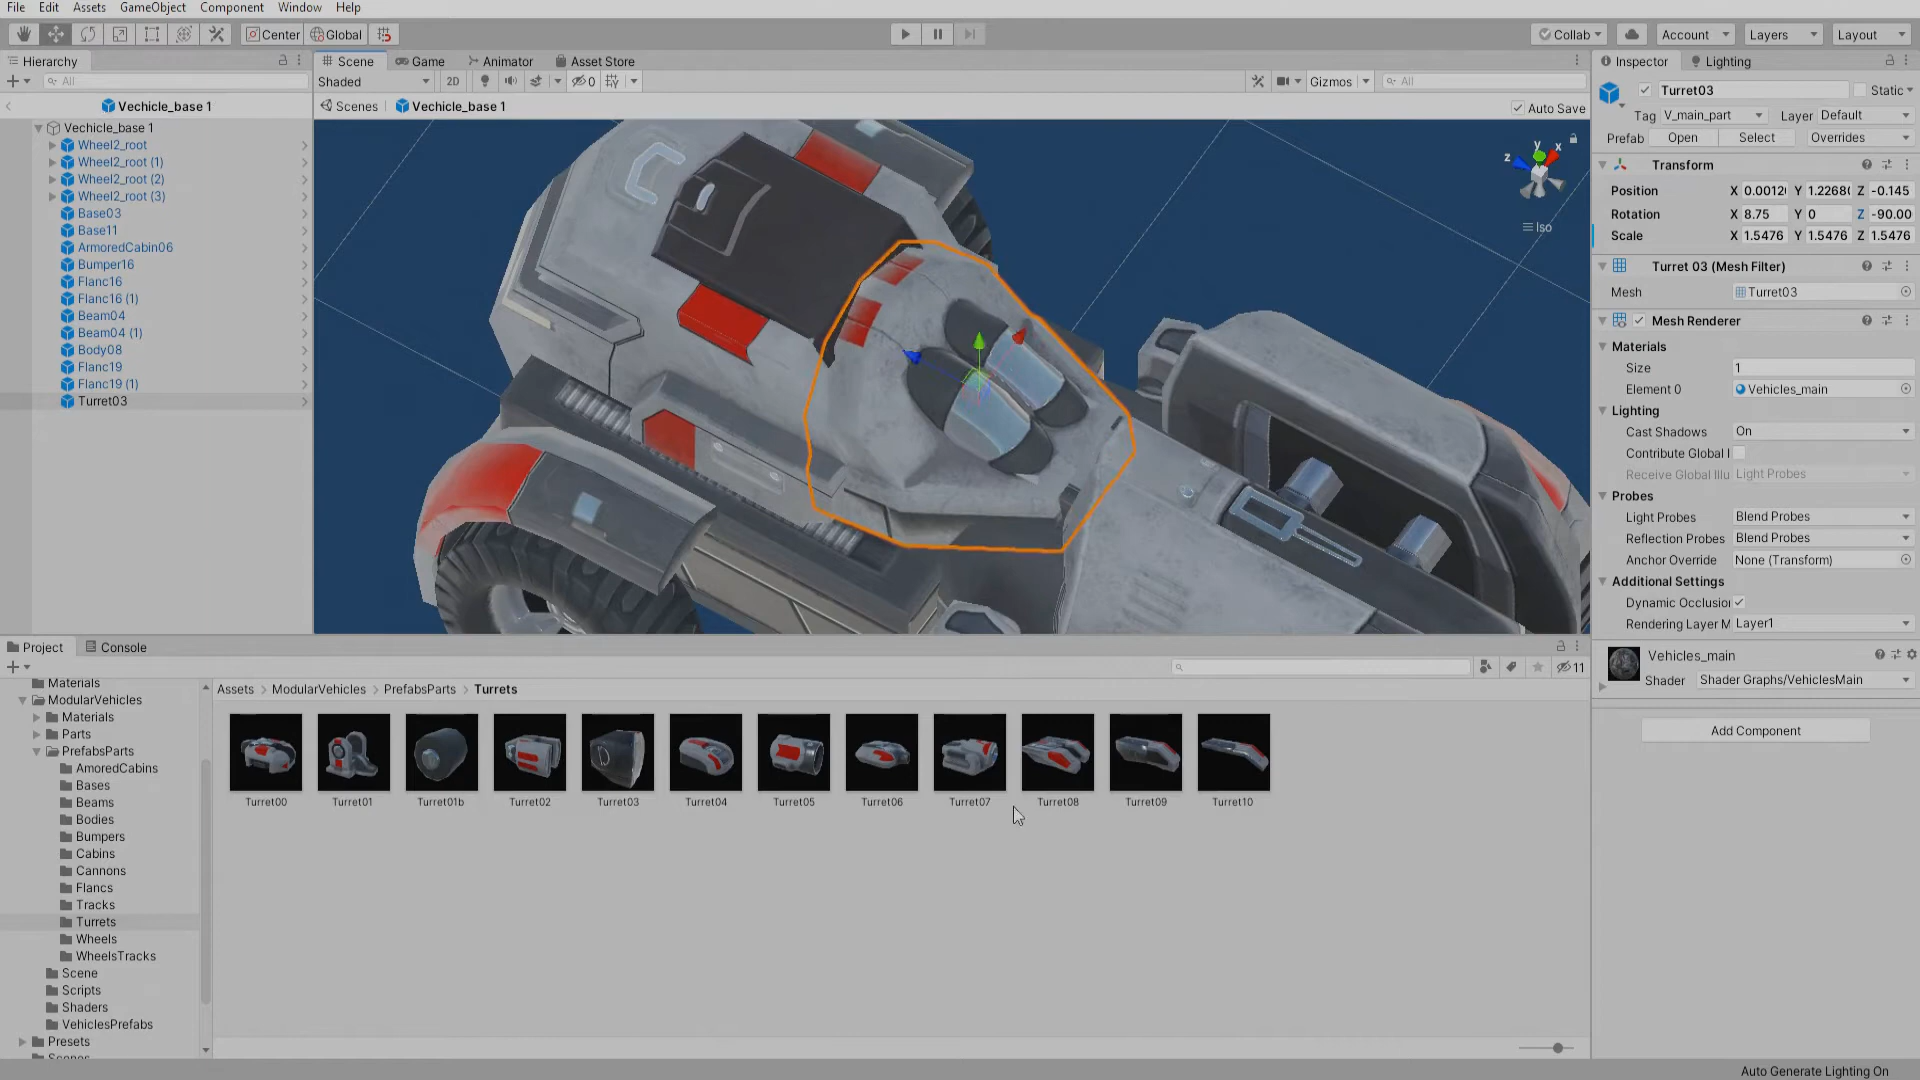 File Edit Assets GameObject Component Window Help
Center Global Collab Account Layers Layout
Hierarchy
All
Vechicle_base 1
Vechicle_base 1
Wheel2_root
Wheel2_root (1)
Wheel2_root (2)
Wheel2_root (3)
Base03
Base11
ArmoredCabin06
Bumper16
Flanc16
Flanc16 (1)
Beam04
Beam04 (1)
Body08
Flanc19
Flanc19 (1)
Turret03
Scene Game Animator Asset Store
Shaded 2D 0 Gizmos All
Scenes Vechicle_base 1 Auto Save
y
x
z
Iso
Inspector Lighting
Turret03 Static
Tag V_main_part Layer Default
Prefab Open Select Overrides
Transform
Position X 0.0012 Y 1.2268 Z -0.145
Rotation X 8.75 Y 0 Z -90.00
Scale X 1.5476 Y 1.5476 Z 1.5476
Turret 03 (Mesh Filter)
Mesh Turret03
Mesh Renderer
Materials
Size 1
Element 0 Vehicles_main
Lighting
Cast Shadows On
Contribute Global I
Receive Global Illu Light Probes
Probes
Light Probes Blend Probes
Reflection Probes Blend Probes
Anchor Override None (Transform)
Additional Settings
Dynamic Occlusion
Rendering Layer M Layer1
Vehicles_main
Shader Shader Graphs/VehiclesMain
Add Component
Project Console
11
Materials
ModularVehicles
Materials
Parts
PrefabsParts
AmoredCabins
Bases
Beams
Bodies
Bumpers
Cabins
Cannons
Flancs
Tracks
Turrets
Wheels
WheelsTracks
Scene
Scripts
Shaders
VehiclesPrefabs
Presets
Scenes
Assets > ModularVehicles > PrefabsParts > Turrets
Turret00 Turret01 Turret01b Turret02 Turret03 Turret04 Turret05 Turret06 Turret07 Turret08 Turret09 Turret10
Auto Generate Lighting On